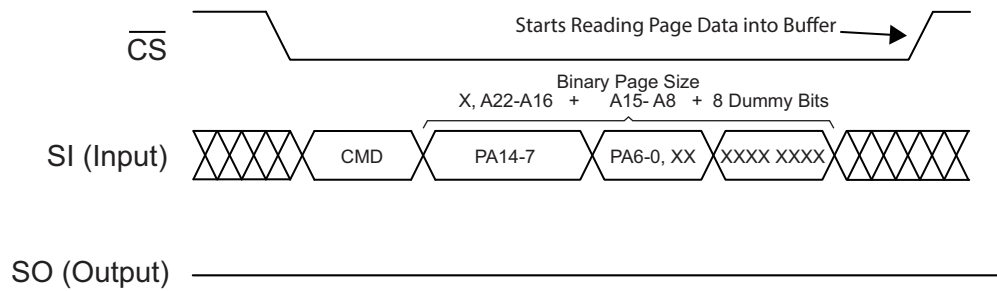 Starts Reading Page Data into Buffer
CS
Binary Page Size
X, A22-A16 + A15- A8 + 8 Dummy Bits
SI (Input)
CMD PA14-7 PA6-0, XX XXXX XXXX
SO (Output)